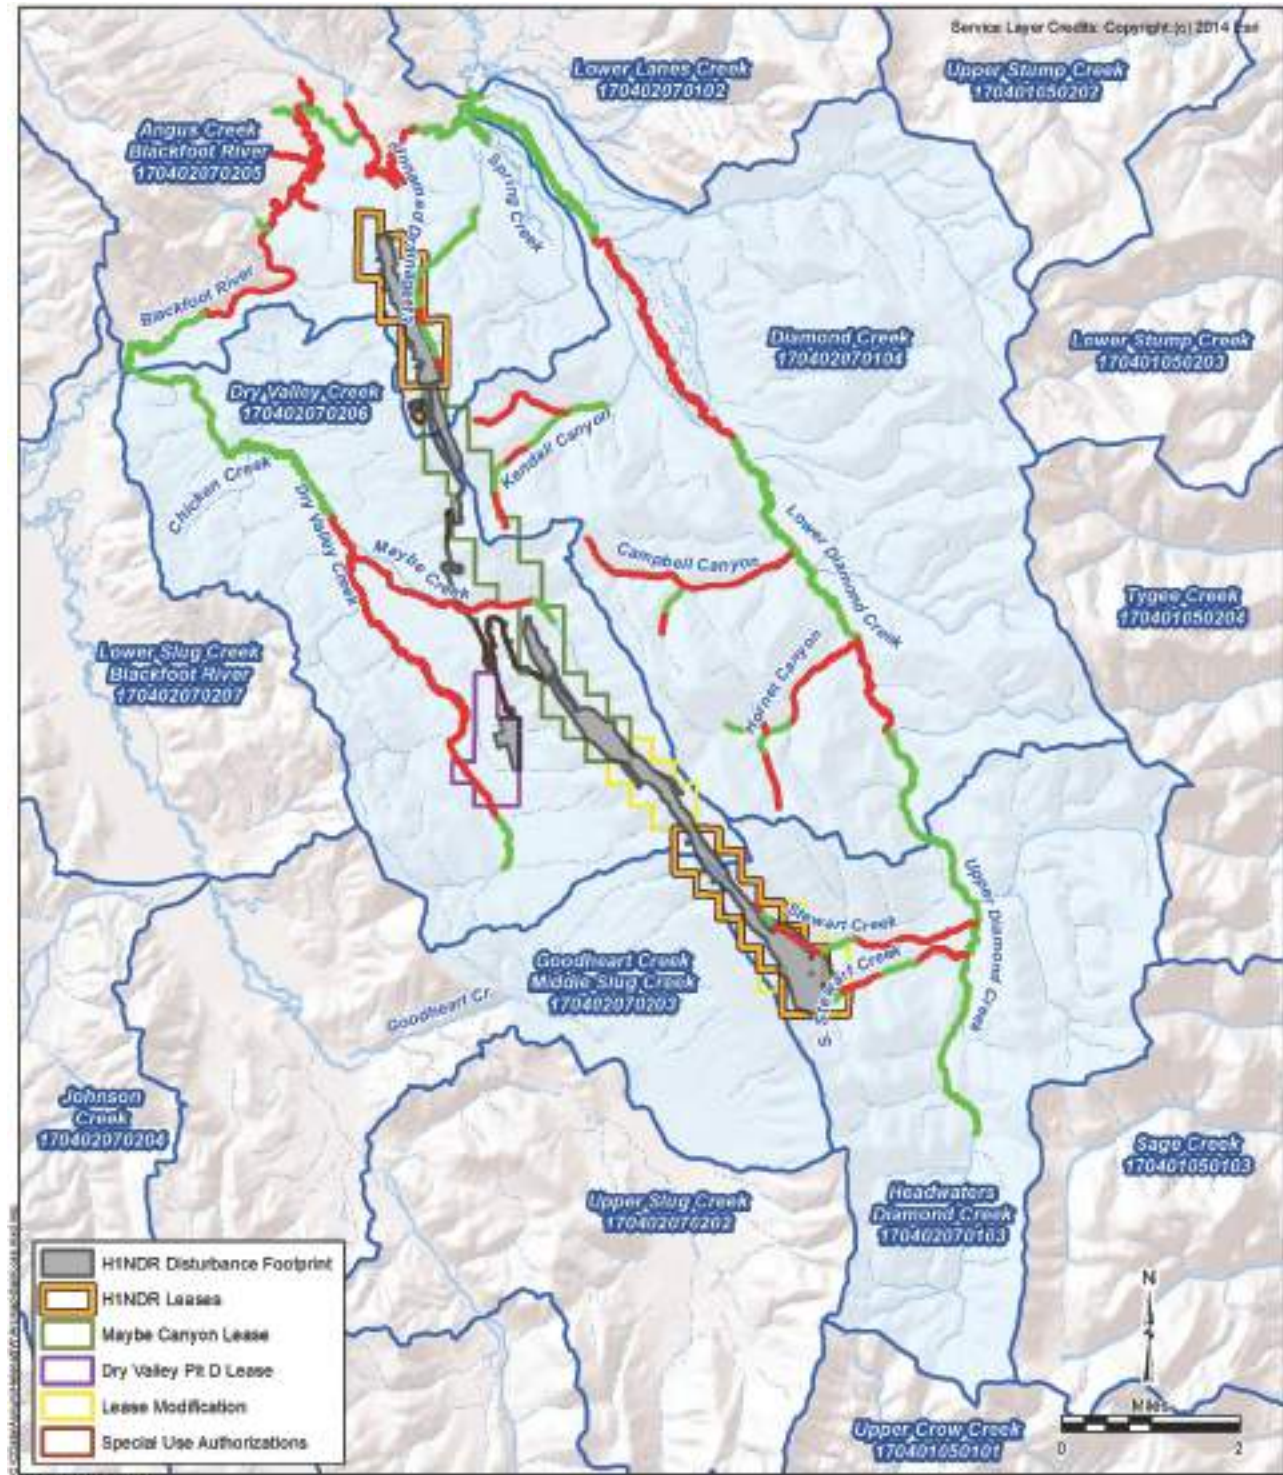 Service Layer Credits: Copyright:(c) 2014 Esri
Lower Lanes Creek
170402070102
Upper Stump Creek
170401050202
Angus Creek
Blackfoot River
170402070205
Spring Creek
Blackfoot River
Diamond Creek
170402070104
Lower Stump Creek
170401050203
Dry Valley Creek
170402070206
Kendall Canyon
Chicken Creek
Dry Valley Creek
Maybe Creek
Campbell Canyon
Lower Diamond Creek
Tygee Creek
170401050204
Lower Slug Creek
Blackfoot River
170402070207
Hornet Canyon
Stewart Creek
Upper Diamond Creek
S Stewart Creek
Goodheart Creek
Middle Slug Creek
170402070203
Goodheart Cr.
Johnson
Creek
170402070204
Sage Creek
170401050103
Upper Slug Creek
170402070202
Headwaters
Diamond Creek
170402070103
H1NDR Disturbance Footprint
H1NDR Leases
Maybe Canyon Lease
Dry Valley Pit D Lease
Lease Modification
Special Use Authorizations
N
Miles
0
2
Upper Crow Creek
170401050101